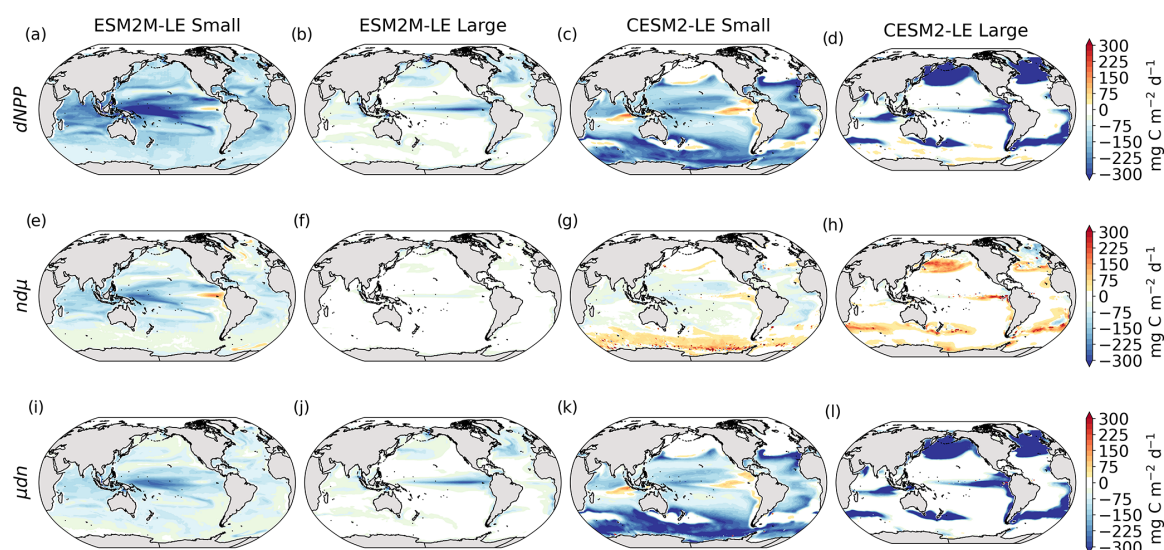 ESM2M-LE Small
ESM2M-LE Large
CESM2-LE Small
CESM2-LE Large
(a)
(b)
(c)
(d)
dNPP
300
225
150
75
0
−75
−150
−225
−300
mg C m⁻² d⁻¹
(e)
(f)
(g)
(h)
ndμ
300
225
150
75
0
−75
−150
−225
−300
mg C m⁻² d⁻¹
(i)
(j)
(k)
(l)
μdn
300
225
150
75
0
−75
−150
−225
−300
mg C m⁻² d⁻¹